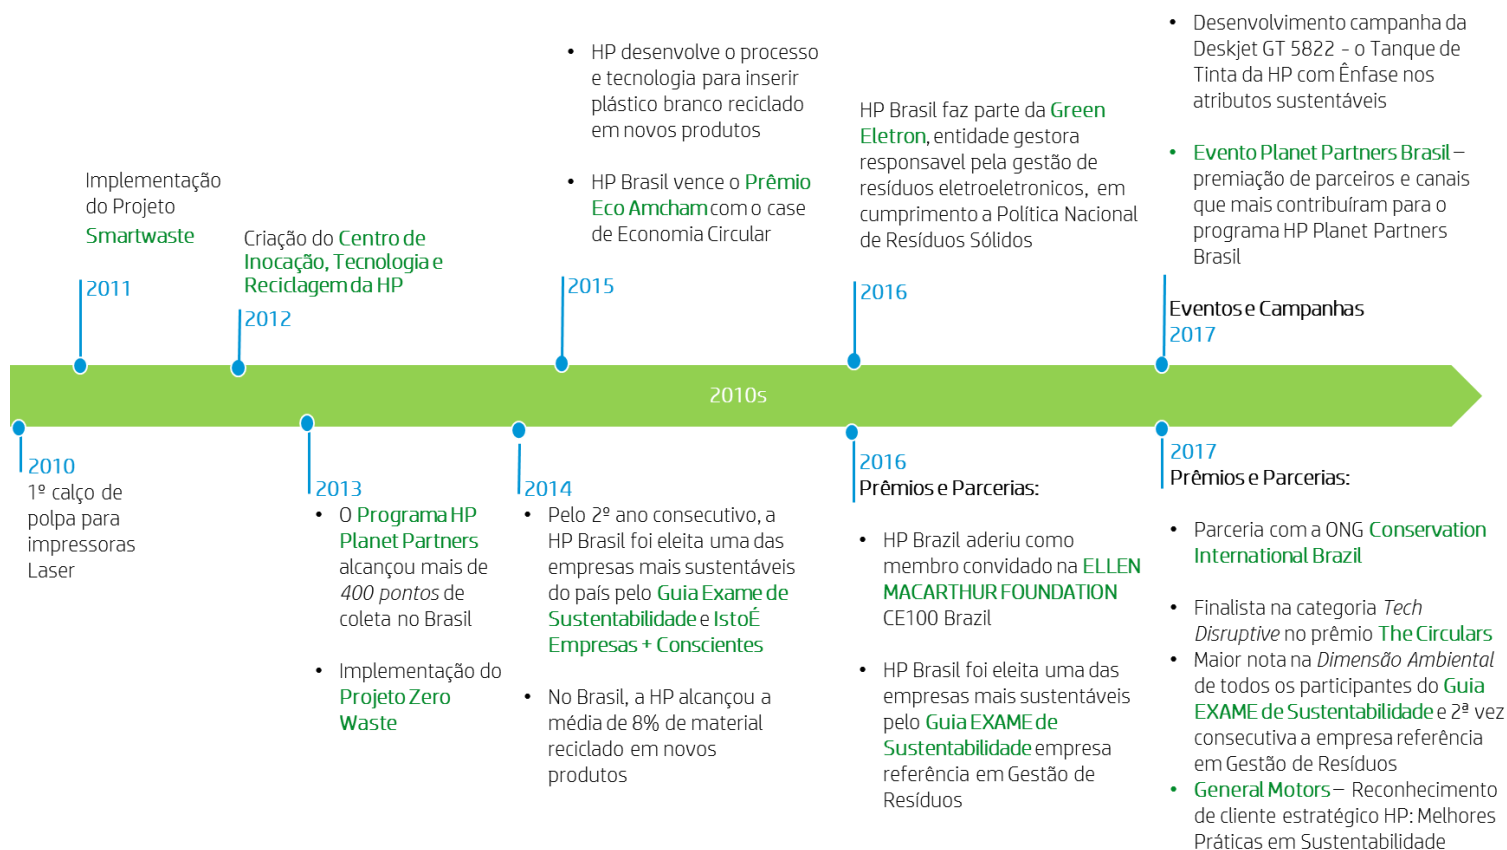 Implementação
do Projeto
Smartwaste
2011
Criação do Centro de
Inocação, Tecnologia e
Reciclagem da HP
2012
• HP desenvolve o processo
e tecnologia para inserir
plástico branco reciclado
em novos produtos
• HP Brasil vence o Prêmio
Eco Amcham com o case
de Economia Circular
2015
HP Brasil faz parte da Green
Eletron, entidade gestora
responsavel pela gestão de
resíduos eletroeletronicos, em
cumprimento a Política Nacional
de Resíduos Sólidos
2016
• Desenvolvimento campanha da
Deskjet GT 5822 - o Tanque de
Tinta da HP com Ênfase nos
atributos sustentáveis
• Evento Planet Partners Brasil –
premiação de parceiros e canais
que mais contribuíram para o
programa HP Planet Partners
Brasil
Eventos e Campanhas
2017
2010s
2010
1º calço de
polpa para
impressoras
Laser
2013
• O Programa HP
Planet Partners
alcançou mais de
400 pontos de
coleta no Brasil
• Implementação do
Projeto Zero
Waste
2014
• Pelo 2º ano consecutivo, a
HP Brasil foi eleita uma das
empresas mais sustentáveis
do país pelo Guia Exame de
Sustentabilidade e IstoÉ
Empresas + Conscientes
• No Brasil, a HP alcançou a
média de 8% de material
reciclado em novos
produtos
2016
Prêmios e Parcerias:
• HP Brazil aderiu como
membro convidado na ELLEN
MACARTHUR FOUNDATION
CE100 Brazil
• HP Brasil foi eleita uma das
empresas mais sustentáveis
pelo Guia EXAME de
Sustentabilidade empresa
referência em Gestão de
Resíduos
2017
Prêmios e Parcerias:
• Parceria com a ONG Conservation
International Brazil
• Finalista na categoria Tech
Disruptive no prêmio The Circulars
• Maior nota na Dimensão Ambiental
de todos os participantes do Guia
EXAME de Sustentabilidade e 2ª vez
consecutiva a empresa referência
em Gestão de Resíduos
• General Motors – Reconhecimento
de cliente estratégico HP: Melhores
Práticas em Sustentabilidade